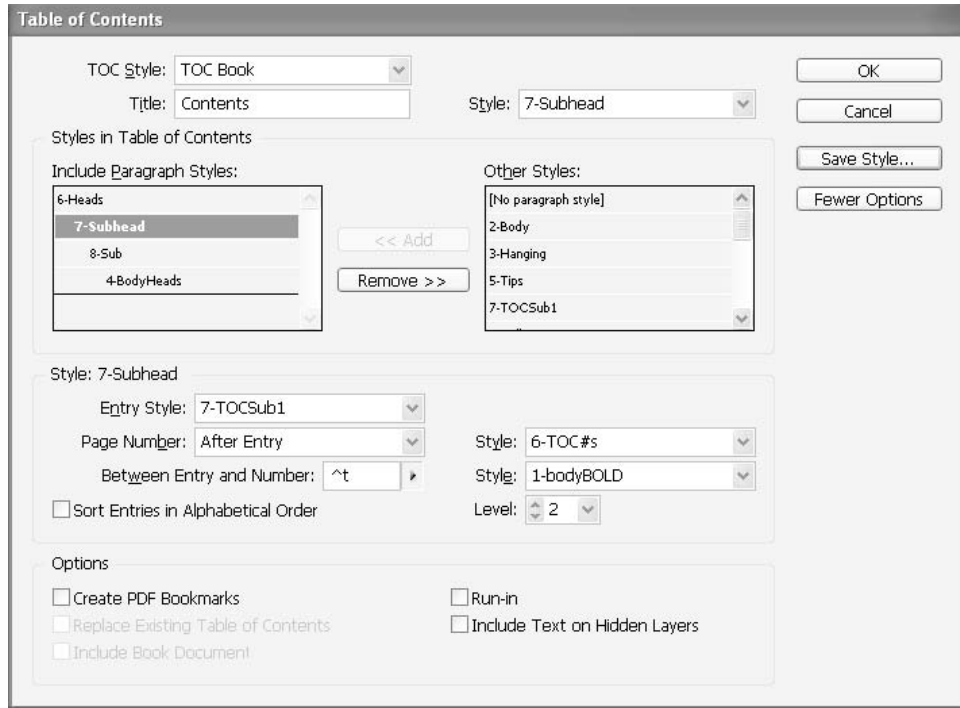 Table of Contents
TOC Style: TOC Book
OK
Title: Contents Style: 7-Subhead
Cancel
Styles in Table of Contents
Save Style...
Include Paragraph Styles: Other Styles:
Fewer Options
6-Heads [No paragraph style]
7-Subhead 2-Body
<< Add
8-Sub 3-Hanging
4-BodyHeads Remove >> 5-Tips
7-TOCSub1
Style: 7-Subhead
Entry Style: 7-TOCSub1
Page Number: After Entry Style: 6-TOC#s
Between Entry and Number: ^t Style: 1-bodyBOLD
Sort Entries in Alphabetical Order Level: 2
Options
Create PDF Bookmarks Run-in
Replace Existing Table of Contents Include Text on Hidden Layers
Include Book Document